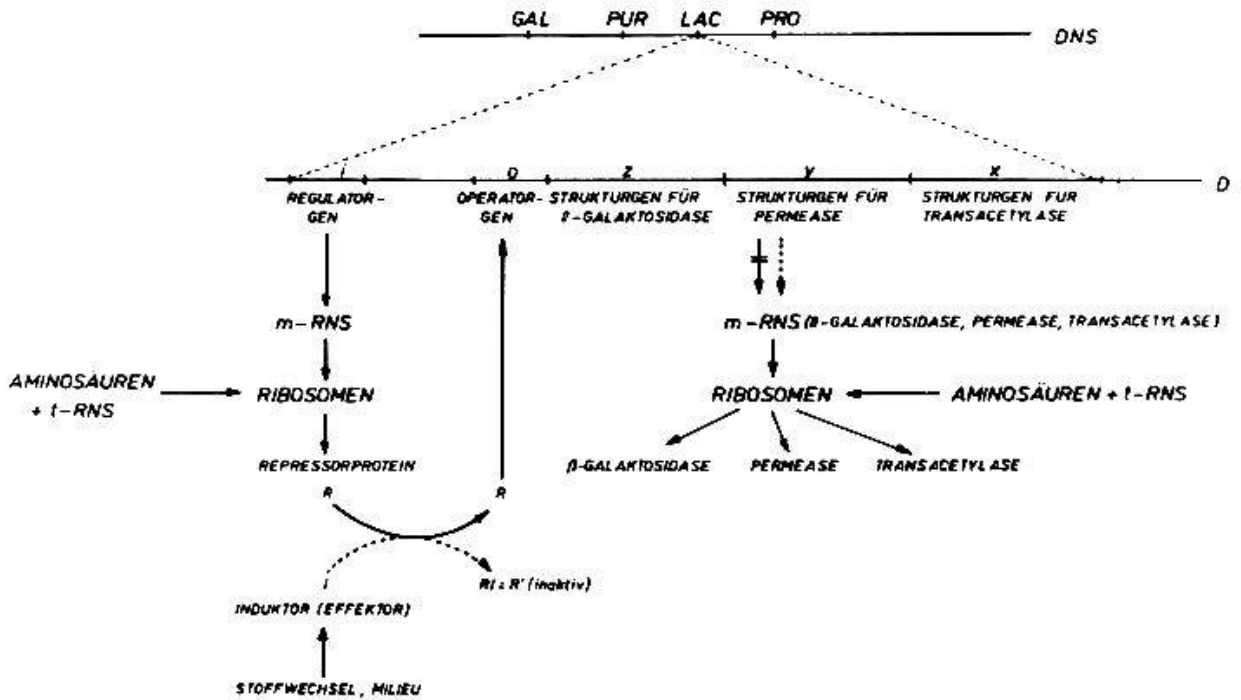 GAL PUR LAC PRO
DNS
i o z y x
D
REGULATOR-
GEN
OPERATOR-
GEN
STRUKTURGEN FÜR
β-GALAKTOSIDASE
STRUKTURGEN FÜR
PERMEASE
STRUKTURGEN FÜR
TRANSACETYLASE
m-RNS
m-RNS (β-GALAKTOSIDASE, PERMEASE, TRANSACETYLASE)
AMINOSÄUREN
+ t-RNS
RIBOSOMEN
RIBOSOMEN
AMINOSÄUREN + t-RNS
REPRESSORPROTEIN
β-GALAKTOSIDASE
PERMEASE
TRANSACETYLASE
R
R
(inaktiv)
INDUKTOR (EFFEKTOR)
STOFFWECHSEL, MILIEU